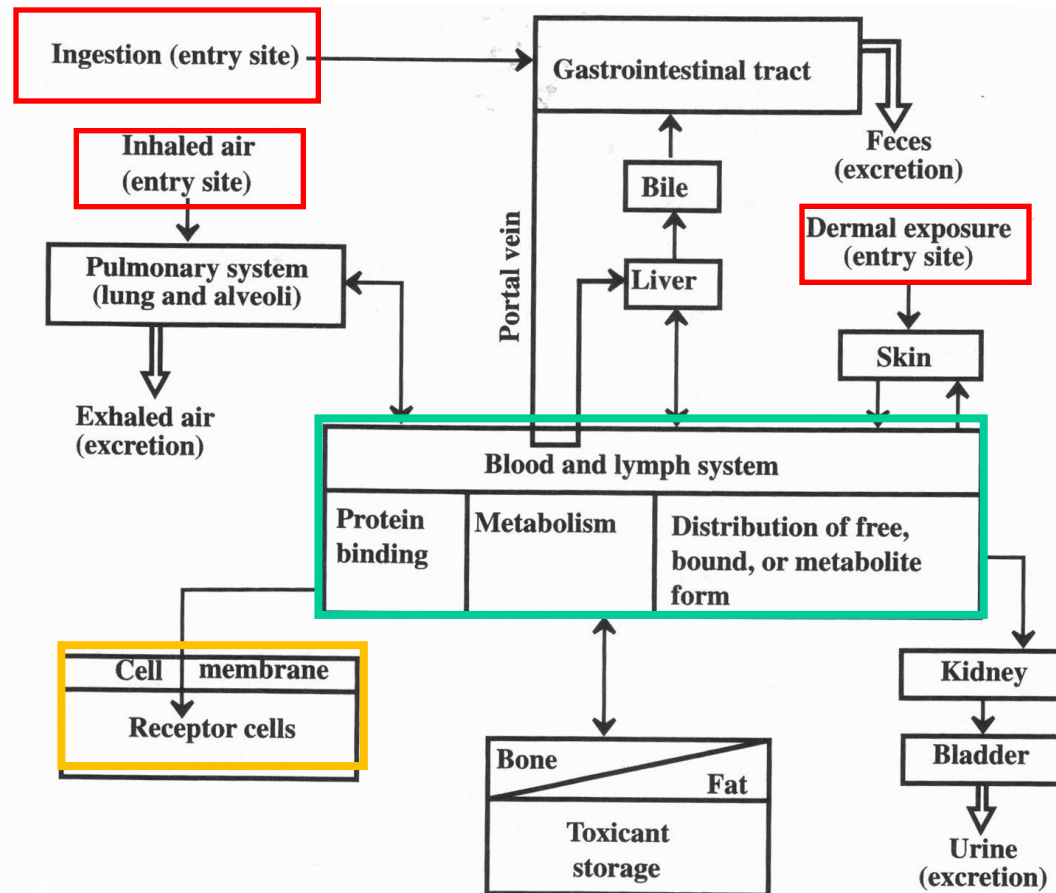 Ingestion (entry site)
Gastrointestinal tract
Feces
(excretion)
Inhaled air
(entry site)
Bile
Dermal exposure
(entry site)
Pulmonary system
(lung and alveoli)
Portal vein
Liver
Skin
Exhaled air
(excretion)
Blood and lymph system
Protein
binding
Metabolism
Distribution of free,
bound, or metabolite
form
Cell membrane
Receptor cells
Kidney
Bone
Fat
Bladder
Toxicant
storage
Urine
(excretion)